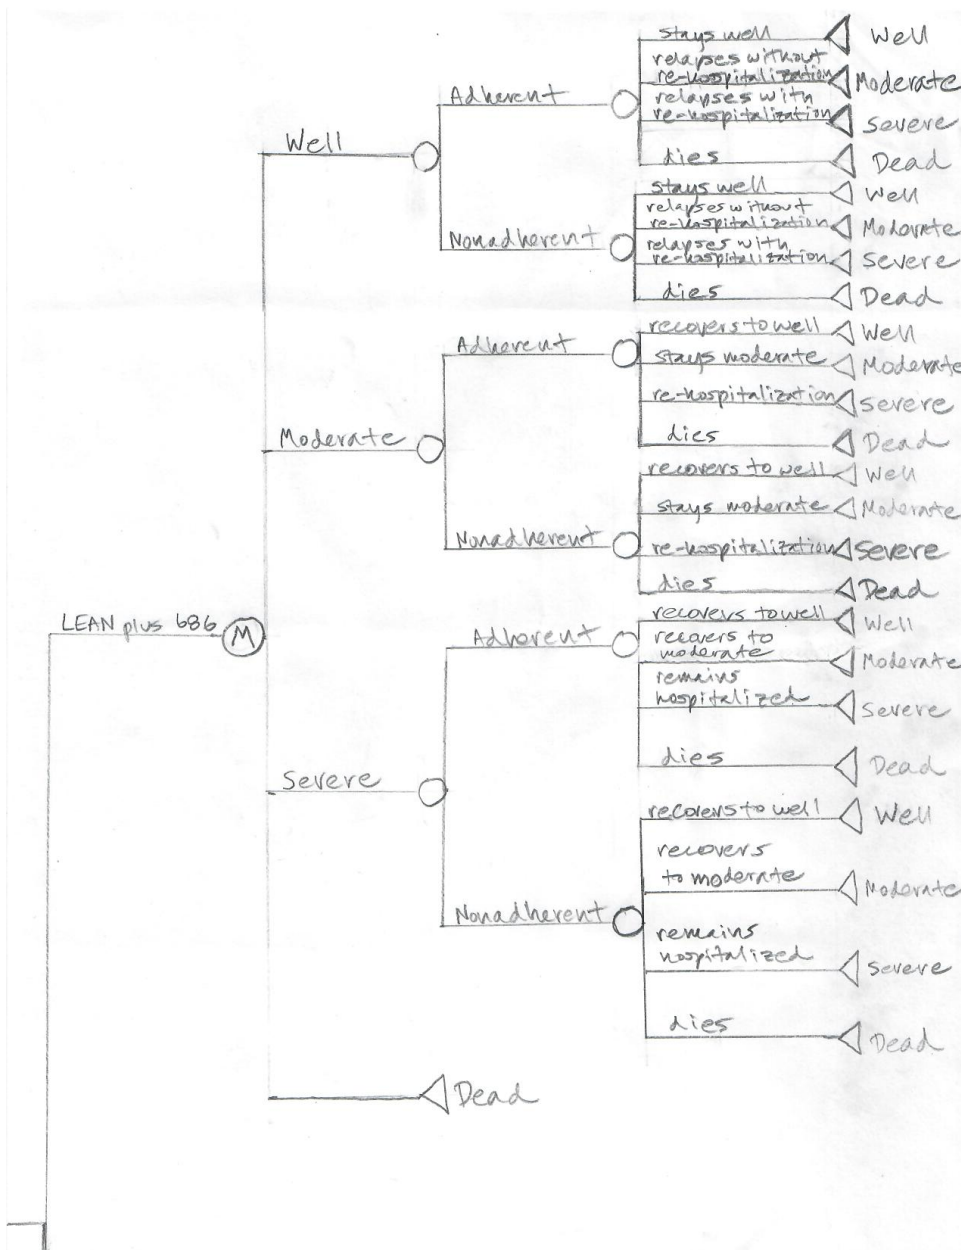 stays well
Well
relapses without
re-hospitalization
Moderate
Adherent
relapses with
re-hospitalization
Severe
Well
dies
Dead
stays well
Well
relapses without
re-hospitalization
Moderate
Nonadherent
relapses with
re-hospitalization
Severe
dies
Dead
recovers to well
Well
Adherent
stays moderate
Moderate
re-hospitalization
Severe
Moderate
dies
Dead
recovers to well
Well
stays moderate
Moderate
Nonadherent
re-hospitalization
Severe
dies
Dead
LEAN plus 686
M
recovers to well
Well
Adherent
recovers to
moderate
Moderate
remains
hospitalized
Severe
dies
Dead
Severe
recovers to well
Well
recovers
to moderate
Moderate
Nonadherent
remains
hospitalized
Severe
dies
Dead
Dead